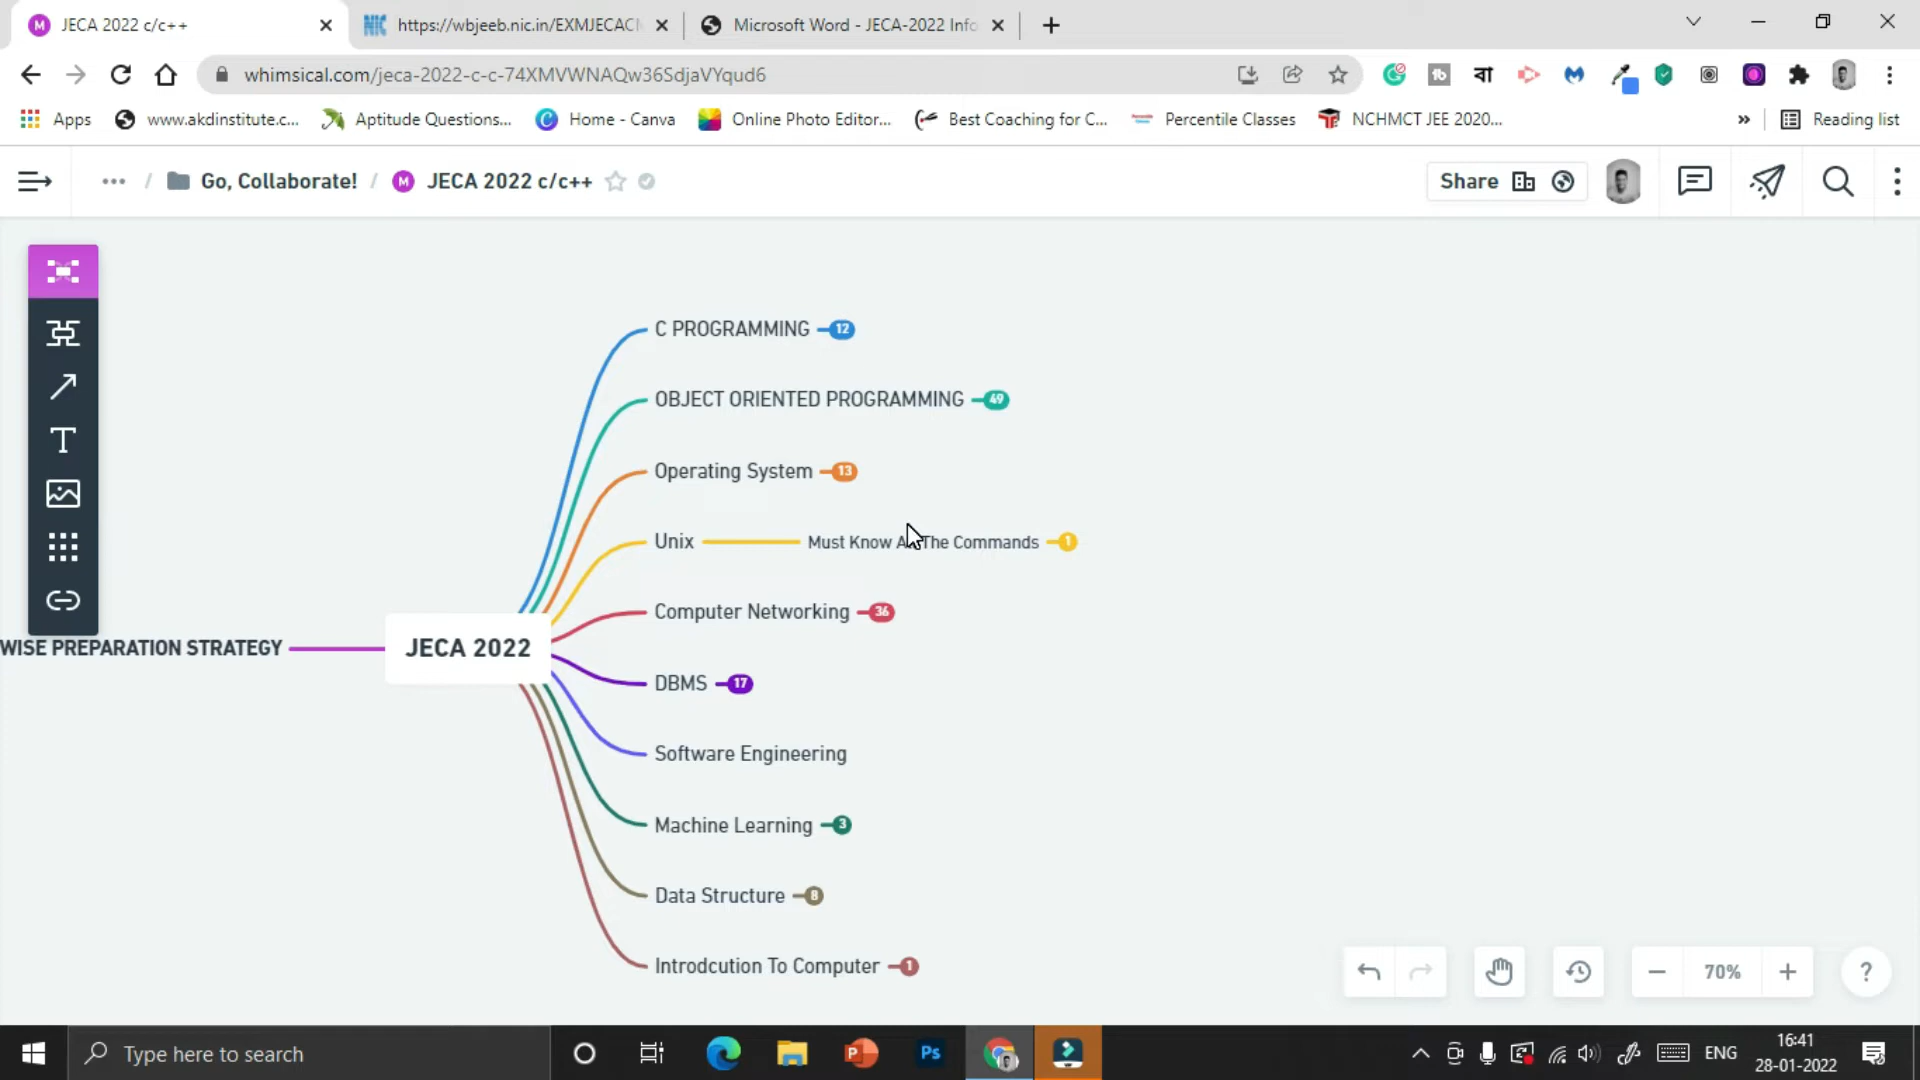 JECA 2022 c/c++
https://wbjeeb.nic.in/EXMJECACI
Microsoft Word - JECA-2022 Info
whimsical.com/jeca-2022-c-c-74XMVWNAQw36SdjaVYqud6
Apps
www.akdinstitute.c...
Aptitude Questions...
Home - Canva
Online Photo Editor...
Best Coaching for C...
Percentile Classes
NCHMCT JEE 2020...
»
Reading list
... / Go, Collaborate! / M JECA 2022 c/c++
Share
C PROGRAMMING 12
OBJECT ORIENTED PROGRAMMING 49
Operating System 13
Unix Must Know The Commands 1
Computer Networking 36
WISE PREPARATION STRATEGY
JECA 2022
DBMS 17
Software Engineering
Machine Learning 3
Data Structure 8
Introdcution To Computer 1
70%
?
Type here to search
ENG
16:41
28-01-2022